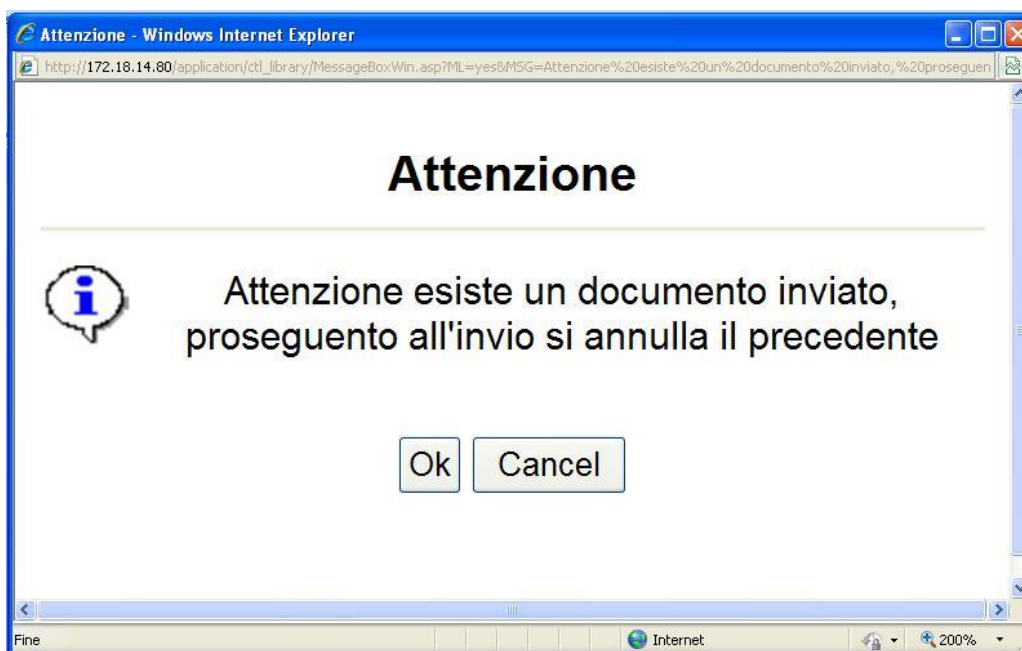 Attenzione - Windows Internet Explorer
http://172.18.14.80/application/ctl_library/MessageBoxWin.asp?ML=yes&MSG=Attenzione%20esiste%20un%20documento%20inviato,%20proseguen
Attenzione
Attenzione esiste un documento inviato,
proseguento all'invio si annulla il precedente
Ok Cancel
Fine Internet 200%